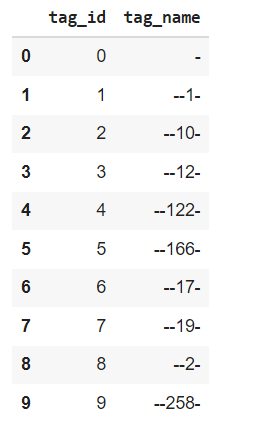 tag_id tag_name
0 0 -
1 1 --1-
2 2 --10-
3 3 --12-
4 4 --122-
5 5 --166-
6 6 --17-
7 7 --19-
8 8 --2-
9 9 --258-